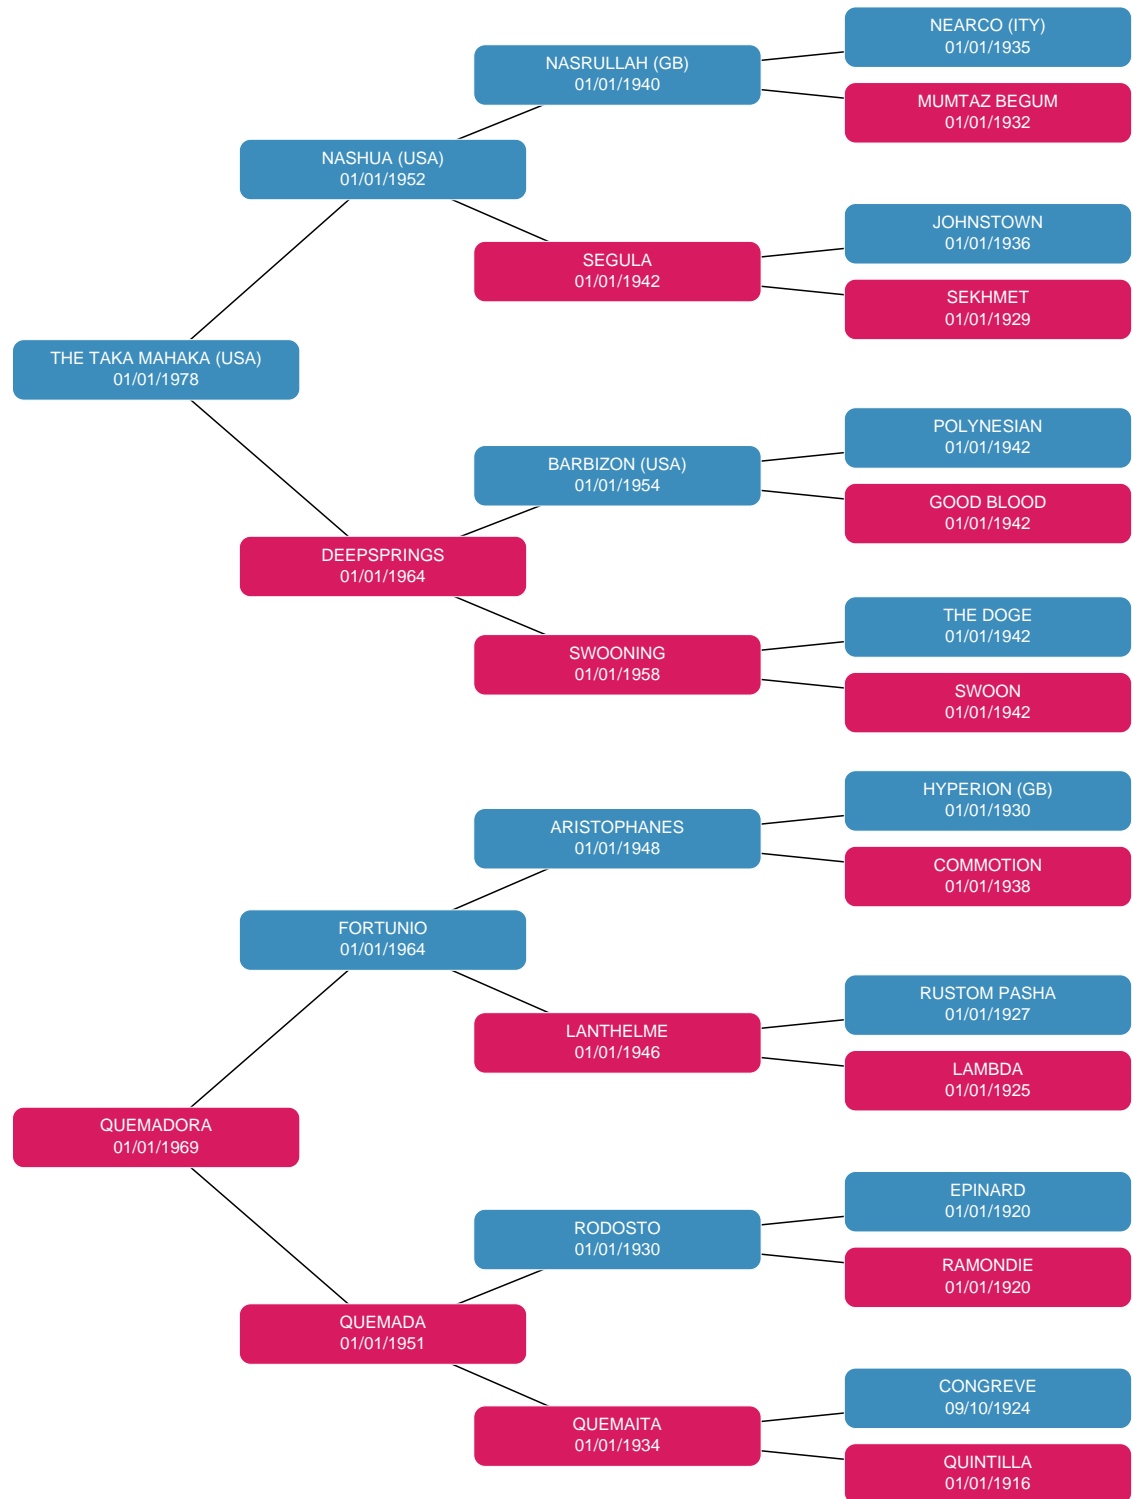 NEARCO (ITY)
01/01/1935
NASRULLAH (GB)
01/01/1940
MUMTAZ BEGUM
01/01/1932
NASHUA (USA)
01/01/1952
JOHNSTOWN
01/01/1936
SEGULA
01/01/1942
SEKHMET
01/01/1929
THE TAKA MAHAKA (USA)
01/01/1978
POLYNESIAN
01/01/1942
BARBIZON (USA)
01/01/1954
GOOD BLOOD
01/01/1942
DEEPSPRINGS
01/01/1964
THE DOGE
01/01/1942
SWOONING
01/01/1958
SWOON
01/01/1942
HYPERION (GB)
01/01/1930
ARISTOPHANES
01/01/1948
COMMOTION
01/01/1938
FORTUNIO
01/01/1964
RUSTOM PASHA
01/01/1927
LANTHELME
01/01/1946
LAMBDA
01/01/1925
QUEMADORA
01/01/1969
EPINARD
01/01/1920
RODOSTO
01/01/1930
RAMONDIE
01/01/1920
QUEMADA
01/01/1951
CONGREVE
09/10/1924
QUEMAITA
01/01/1934
QUINTILLA
01/01/1916